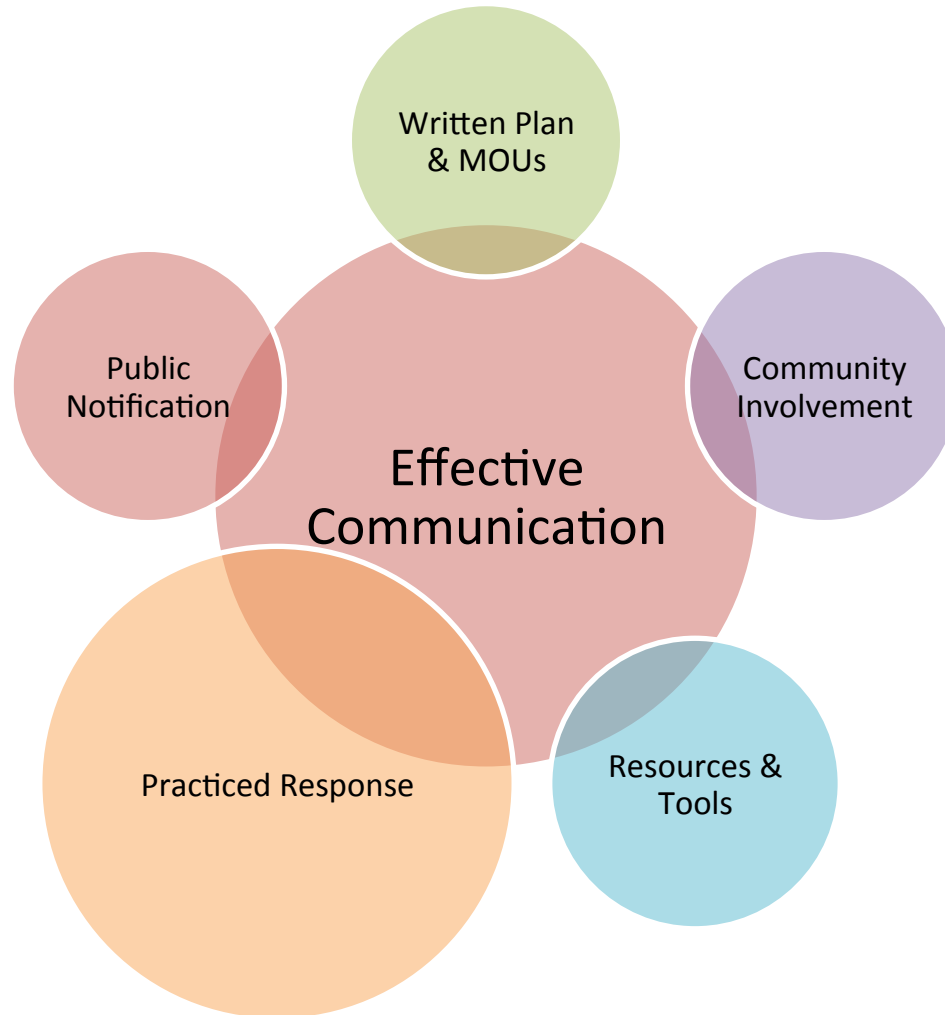 Written Plan
& MOUs
Public
Notification
Community
Involvement
Effective
Communication
Practiced Response
Resources &
Tools